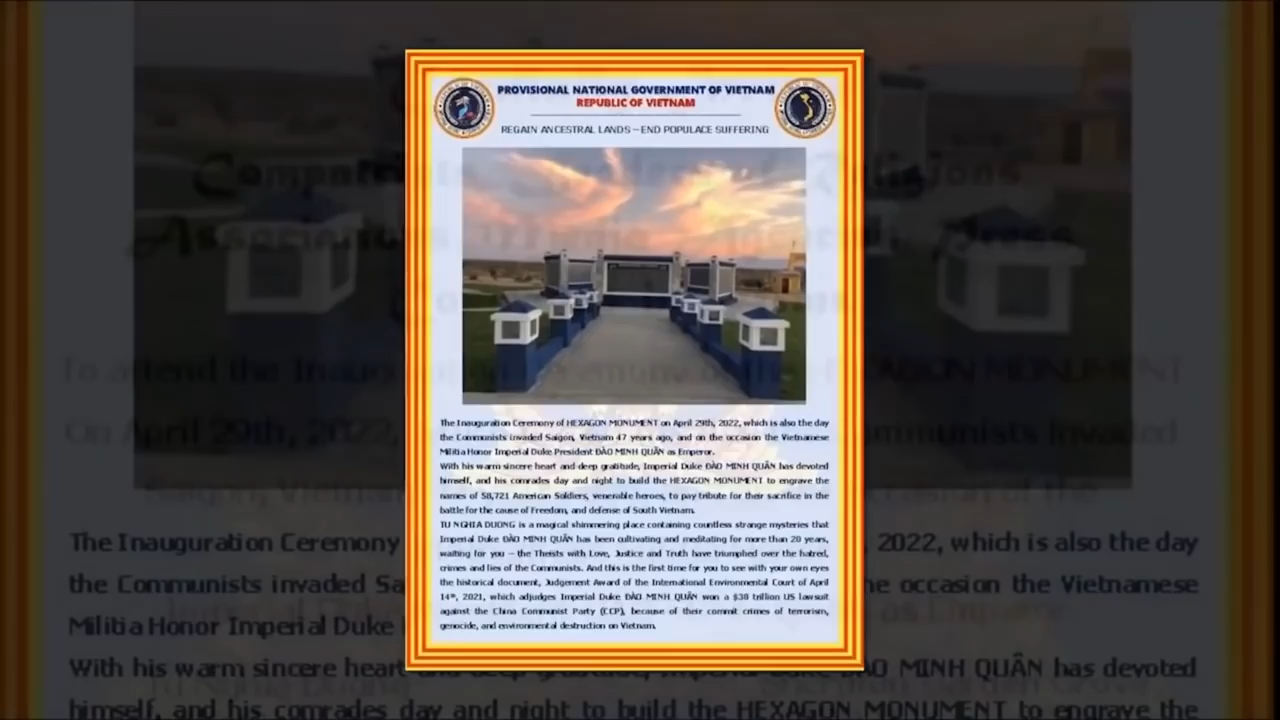 PROVISIONAL NATIONAL GOVERNMENT OF VIETNAM
REPUBLIC OF VIETNAM
REGAIN ANCESTRAL LANDS – END POPULACE SUFFERING
The Inauguration Ceremony of HEXAGON MONUMENT on April 29th, 2022, which is also the day
the Communists invaded Saigon, Vietnam 47 years ago, and on the occasion the Vietnamese
Militia Honor Imperial Duke President ĐÀO MINH QUÂN as Emperor.
With his warm sincere heart and deep gratitude, Imperial Duke ĐÀO MINH QUÂN has devoted
himself, and his comrades day and night to build the HEXAGON MONUMENT to engrave the
names of 58,721 American Soldiers, venerable heroes, to pay tribute for their sacrifice in the
battle for the cause of Freedom, and defense of South Vietnam.
TU NGHIA DUONG is a magical shimmering place containing countless strange mysteries that
Imperial Duke ĐÀO MINH QUÂN has been cultivating and meditating for more than 20 years,
waiting for you – the Theists with Love, Justice and Truth have triumphed over the hatred,
crimes and lies of the Communists. And this is the first time for you to see with your own eyes
the historical document, Judgement Award of the International Environmental Court of April
14th, 2021, which adjudges Imperial Duke ĐÀO MINH QUÂN won a $38 trillion US lawsuit
against the China Communist Party (CCP), because of their commit crimes of terrorism,
genocide, and environmental destruction on Vietnam.
The Inauguration Ceremony
2022, which is also the day
the Communists invaded
the occasion the Vietnamese
Militia Honor Imperial Duke
With his warm sincere heart
ĐÀO MINH QUÂN has devoted
himself, and his comrades day and night to build the HEXAGON MONUMENT to engrave the